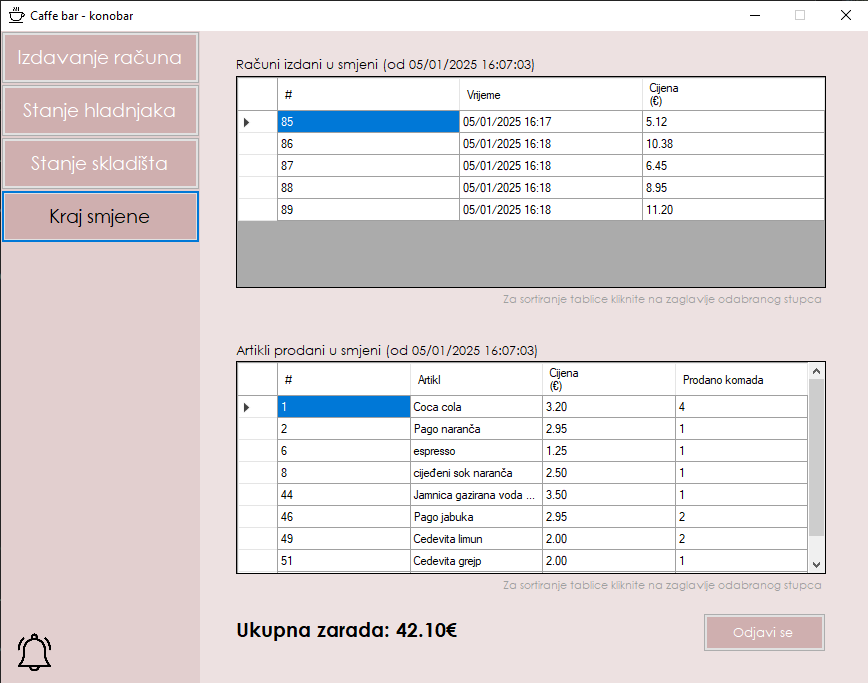 Caffe bar - konobar
Izdavanje računa
Stanje hladnjaka
Stanje skladišta
Kraj smjene
Računi izdani u smjeni (od 05/01/2025 16:07:03)
# Vrijeme Cijena (€)
85 05/01/2025 16:17 5.12
86 05/01/2025 16:18 10.38
87 05/01/2025 16:18 6.45
88 05/01/2025 16:18 8.95
89 05/01/2025 16:18 11.20
Za sortiranje tablice kliknite na zaglavlje odabranog stupca
Artikli prodani u smjeni (od 05/01/2025 16:07:03)
# Artikl Cijena (€) Prodano komada
1 Coca cola 3.20 4
2 Pago naranča 2.95 1
6 espresso 1.25 1
8 cijeđeni sok naranča 2.50 1
44 Jamnica gazirana voda ... 3.50 1
46 Pago jabuka 2.95 2
49 Cedevita limun 2.00 2
51 Cedevita grejp 2.00 1
Za sortiranje tablice kliknite na zaglavlje odabranog stupca
Ukupna zarada: 42.10€
Odjavi se